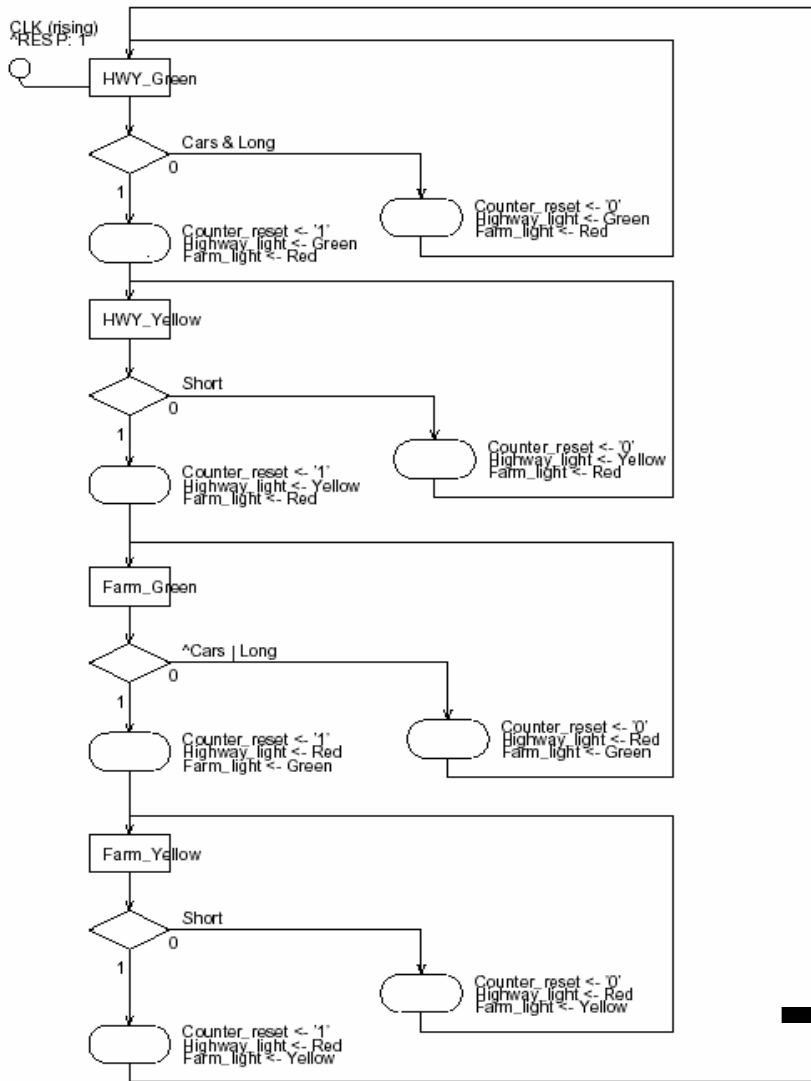 CLK (rising)
^RESP: 1
HWY_Green
Cars & Long
0
1
Counter_reset <- '0'
Highway_light <- Green
Farm_light <- Red
Counter_reset <- '1'
Highway_light <- Green
Farm_light <- Red
HWY_Yellow
Short
0
1
Counter_reset <- '0'
Highway_light <- Yellow
Farm_light <- Red
Counter_reset <- '1'
Highway_light <- Yellow
Farm_light <- Red
Farm_Green
^Cars | Long
0
1
Counter_reset <- '0'
Highway_light <- Red
Farm_light <- Green
Counter_reset <- '1'
Highway_light <- Red
Farm_light <- Green
Farm_Yellow
Short
0
1
Counter_reset <- '0'
Highway_light <- Red
Farm_light <- Yellow
Counter_reset <- '1'
Highway_light <- Red
Farm_light <- Yellow